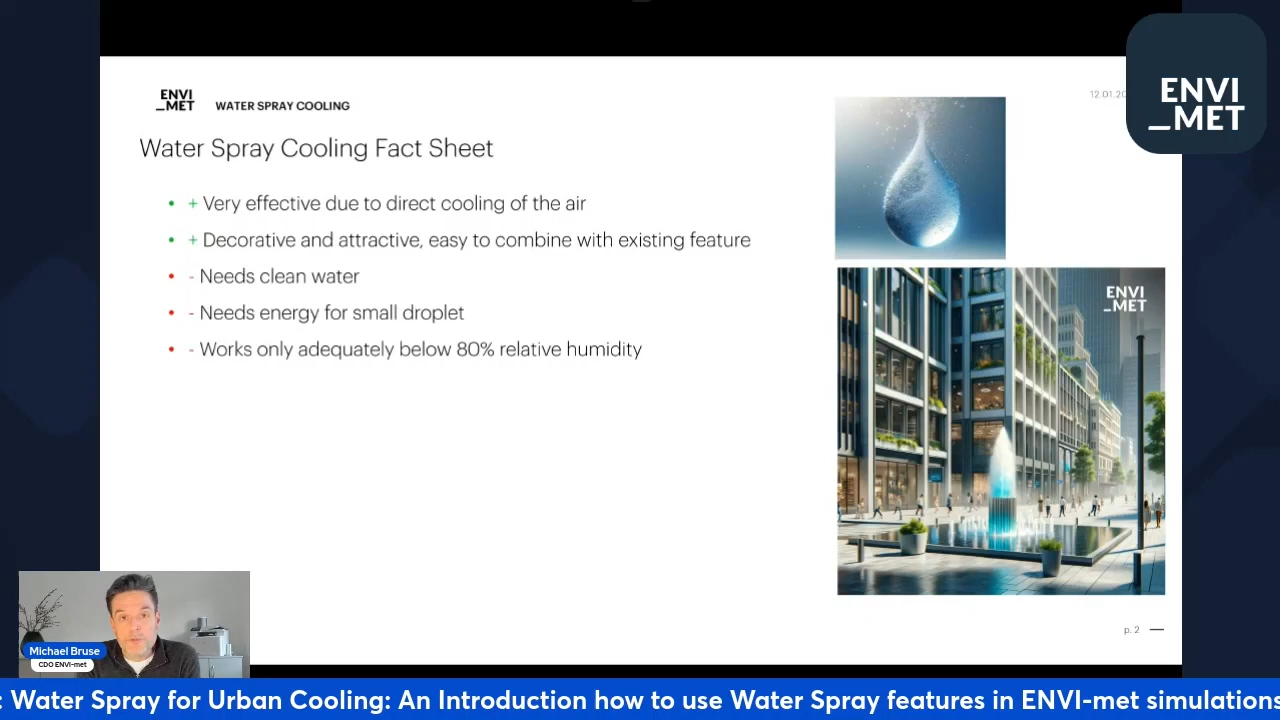 ENVI
_MET
WATER SPRAY COOLING
12.01.20
ENVI
_MET
Water Spray Cooling Fact Sheet
• + Very effective due to direct cooling of the air
• + Decorative and attractive, easy to combine with existing feature
• - Needs clean water
• - Needs energy for small droplet
• - Works only adequately below 80% relative humidity
ENVI
_MET
p. 2 —
Michael Bruse
CDO ENVI-met
: Water Spray for Urban Cooling: An Introduction how to use Water Spray features in ENVI-met simulations